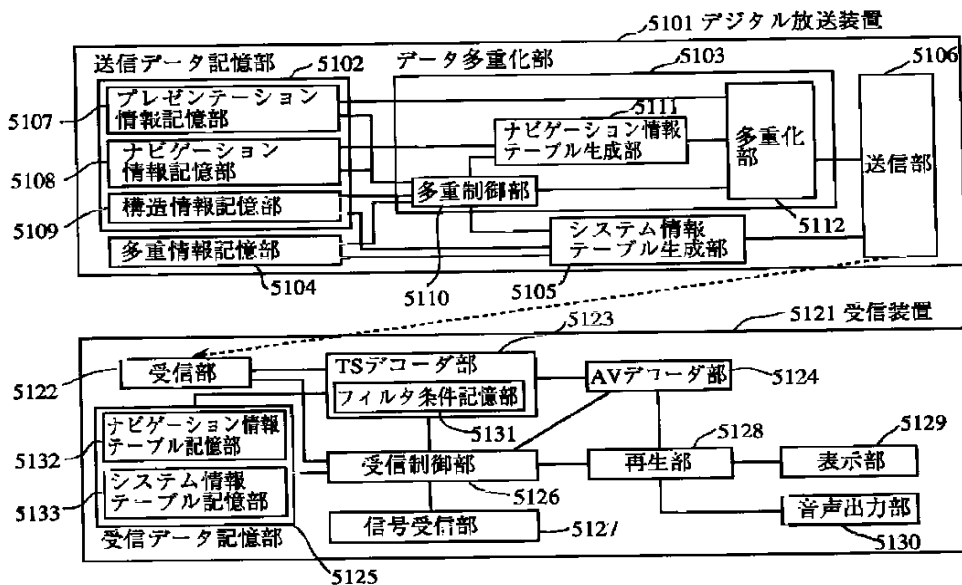 5101 デジタル放送装置
送信データ記憶部
5102
データ多重化部
5103
5106
プレゼンテーション
情報記憶部
5107
5111
ナビゲーション情報
テーブル生成部
多重化
部
送信部
ナビゲーション
情報記憶部
5108
多重制御部
構造情報記憶部
5109
5112
システム情報
テーブル生成部
多重情報記憶部
5104
5110
5105
5123
5121 受信装置
5122
受信部
TSデコーダ部
フィルタ条件記憶部
5131
AVデコーダ部
5124
ナビゲーション情報
テーブル記憶部
5132
5128
5129
受信制御部
再生部
表示部
5126
システム情報
テーブル記憶部
5133
信号受信部
5127
音声出力部
5130
受信データ記憶部
5125